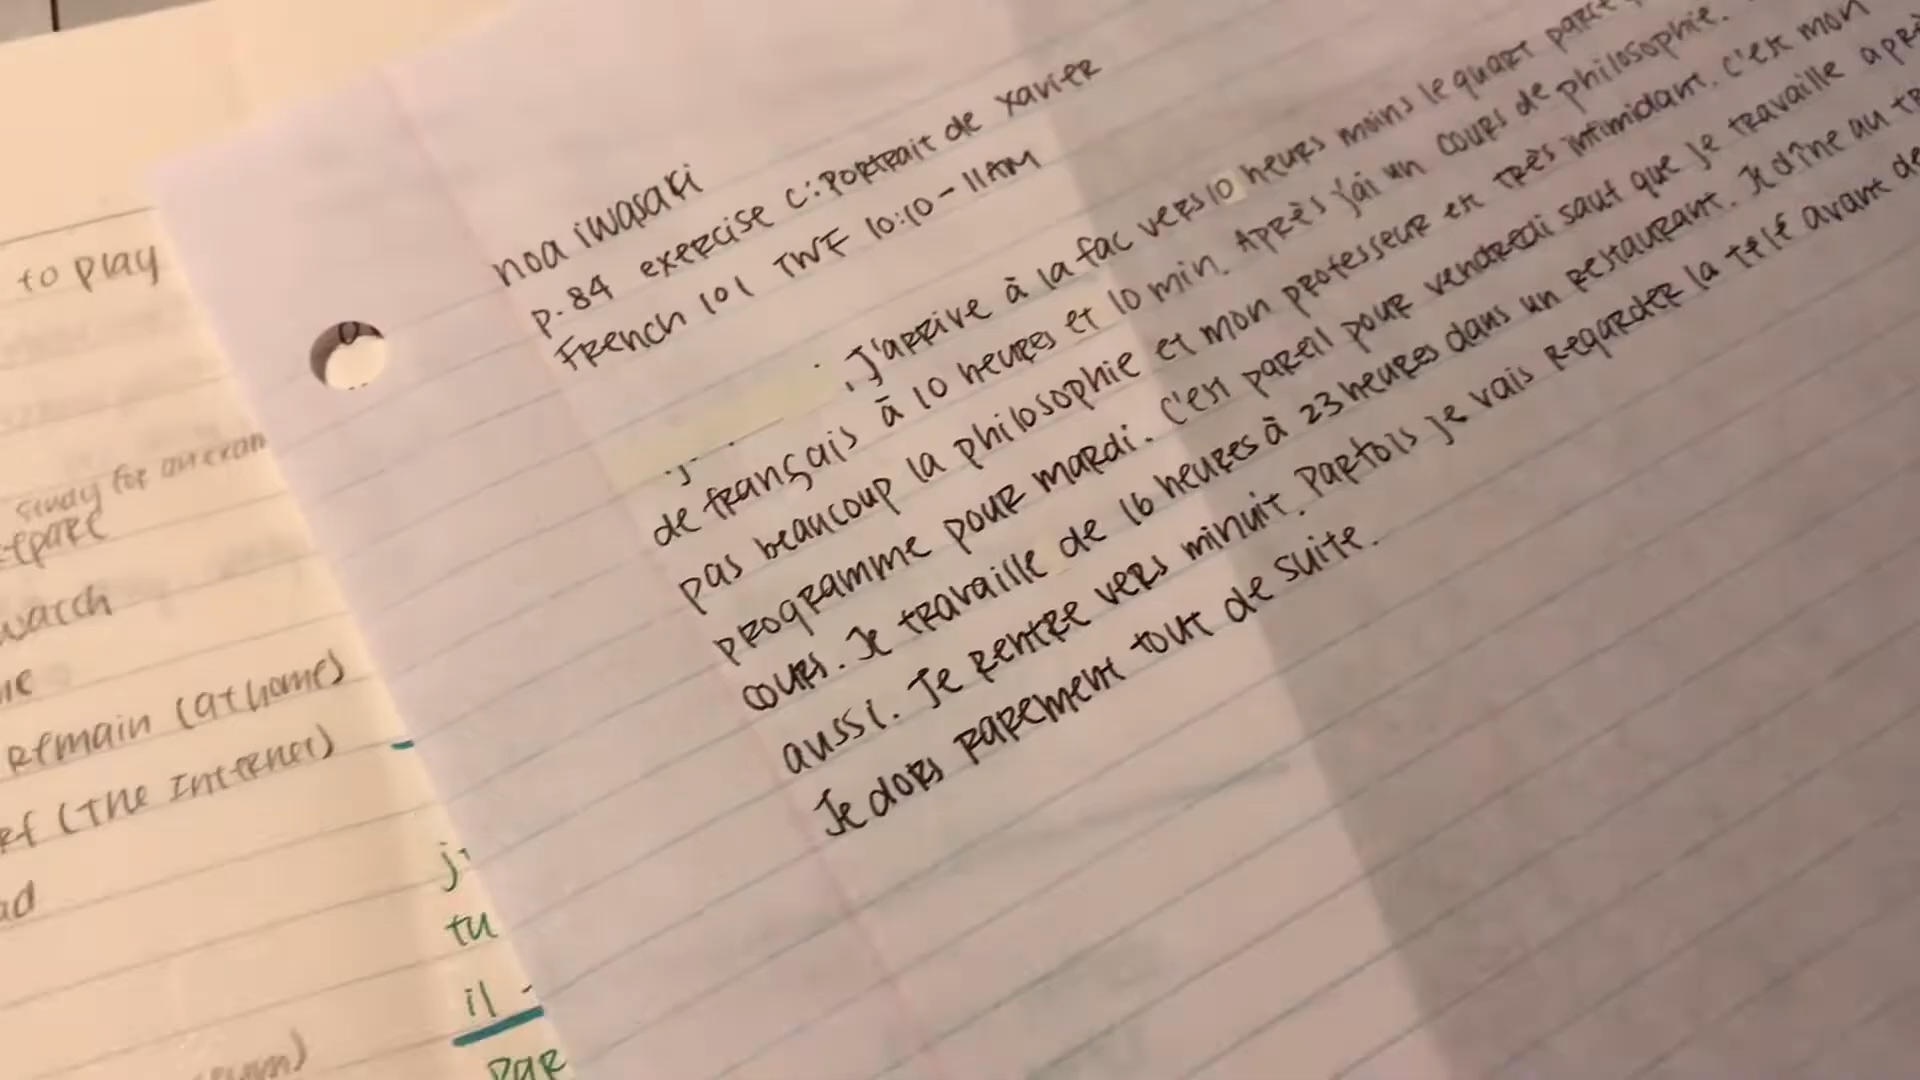 noa iwasaki
p. 84 exercise C: Portrait de Xavier
French 101 TWF 10:10 - 11AM
J'arrive à la fac vers 10 heures moins le quart
de français à 10 heures et 10 min. Après j'ai un cours de philosophie.
pas beaucoup la philosophie et mon professeur est très intimidant. C'est mon
programme pour mardi. C'est pareil pour vendredi sauf que je travaille
cours. Je travaille de 16 heures à 23 heures dans un restaurant. Je dîne au
aussi. Je rentre vers minuit. Parfois je vais regarder la télé avant
Je dors rarement tout de suite.
to play
study for an exam
watch
remain (at home)
(the Internet)
tu
il